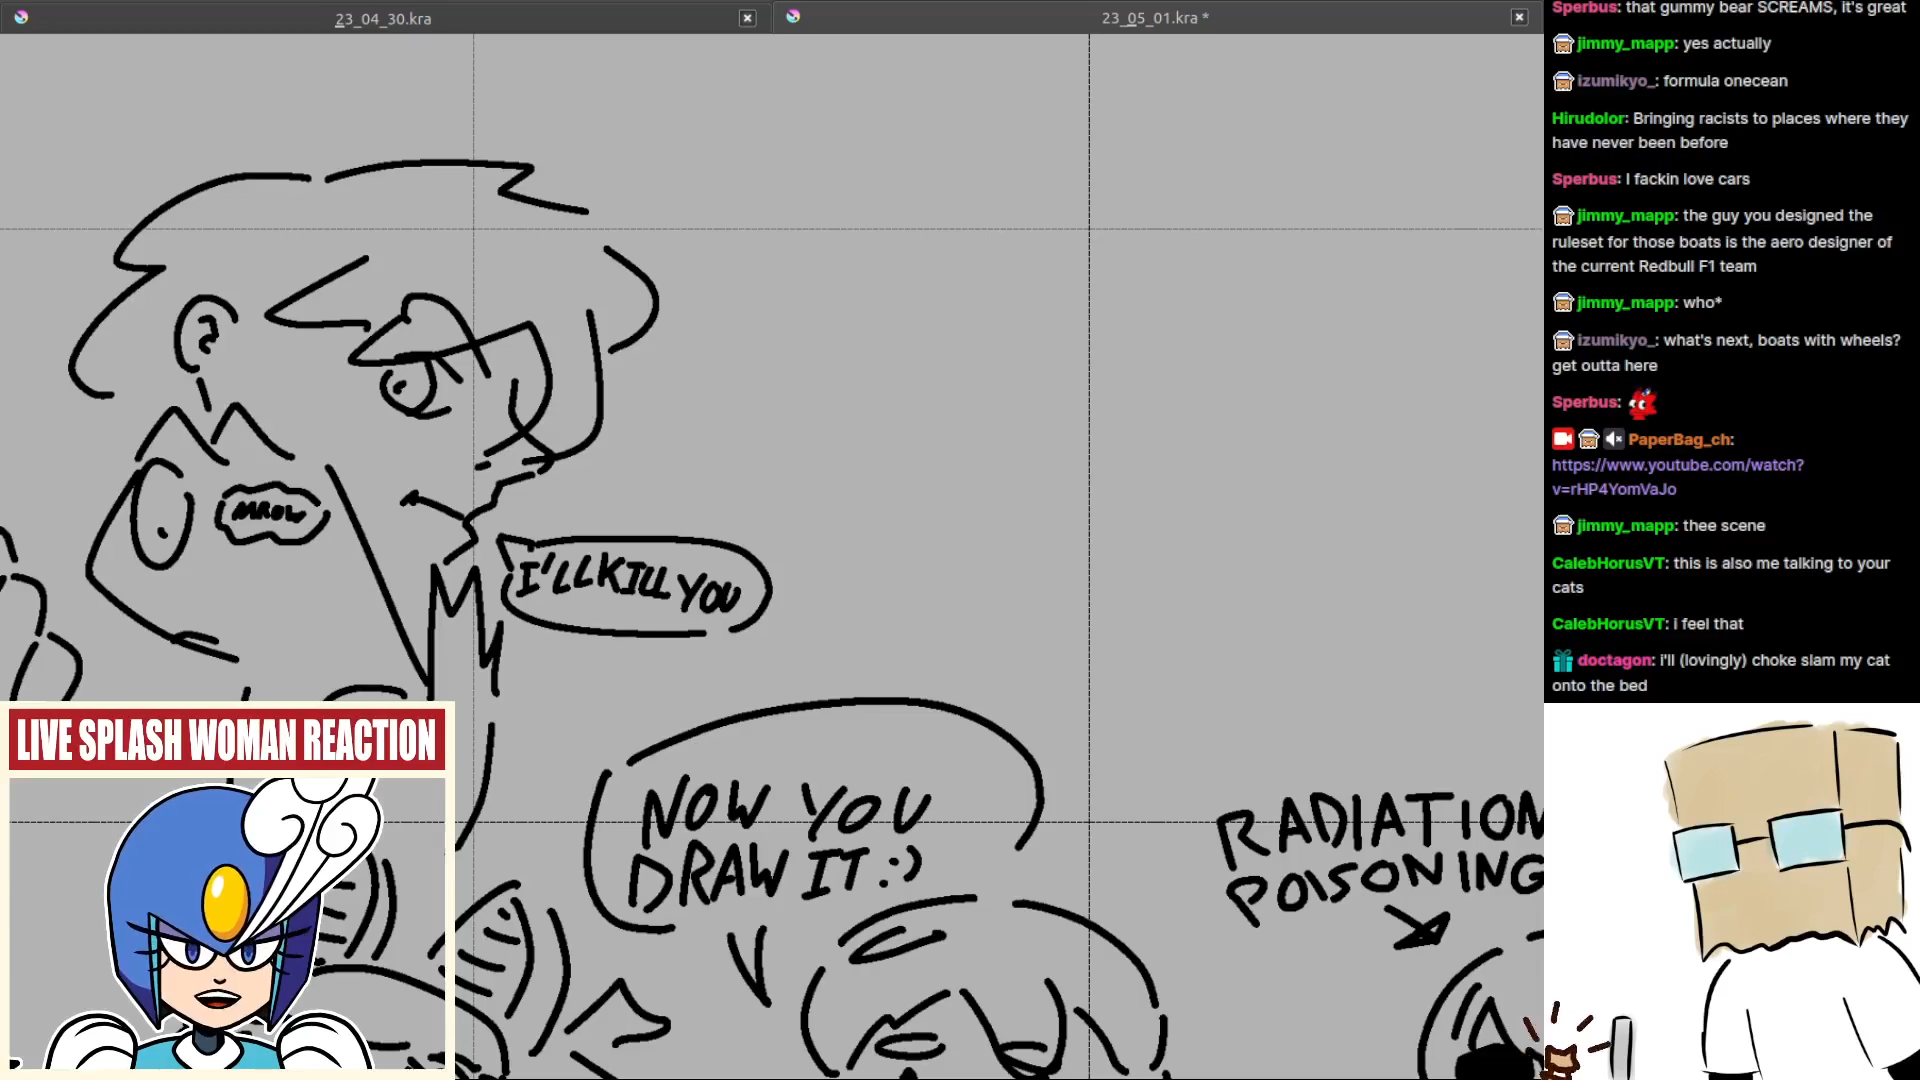 23_04_30.kra
23_05_01.kra *
MROW
I'LL KILL YOU
NOW YOU
DRAW IT :)
RADIATION
POISONING
LIVE SPLASH WOMAN REACTION
Sperbus: that gummy bear SCREAMS, it's great
jimmy_mapp: yes actually
izumikyo_: formula onecean
Hirudolor: Bringing racists to places where they
have never been before
Sperbus: I fackin love cars
jimmy_mapp: the guy you designed the
ruleset for those boats is the aero designer of
the current Redbull F1 team
jimmy_mapp: who*
izumikyo_: what's next, boats with wheels?
get outta here
Sperbus:
PaperBag_ch:
https://www.youtube.com/watch?
v=rHP4YomVaJo
jimmy_mapp: thee scene
CalebHorusVT: this is also me talking to your
cats
CalebHorusVT: i feel that
doctagon: i'll (lovingly) choke slam my cat
onto the bed